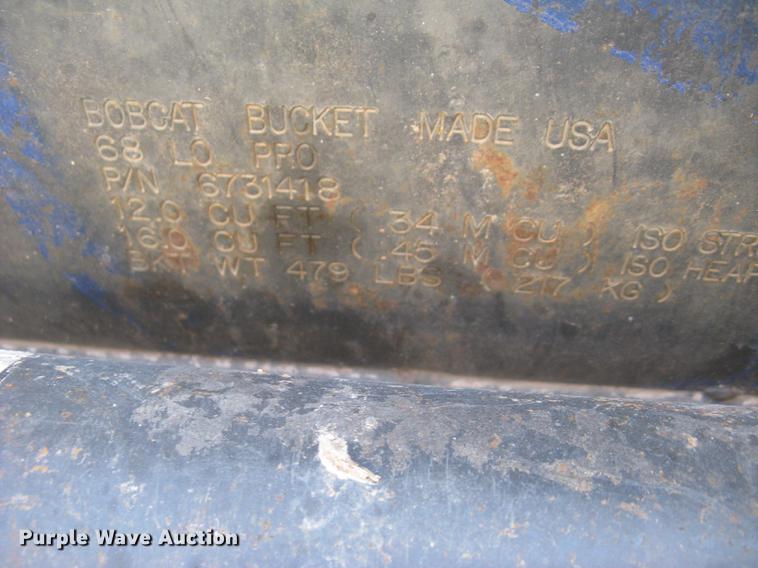 BOBCAT BUCKET MADE USA
68 LO PRO
P/N 6731418
12.0 CU FT ( .34 M CU ) ISO STR
16.0 CU FT ( .45 M CU ) ISO HEAP
BKT WT 479 LBS ( 217 KG )
Purple Wave Auction